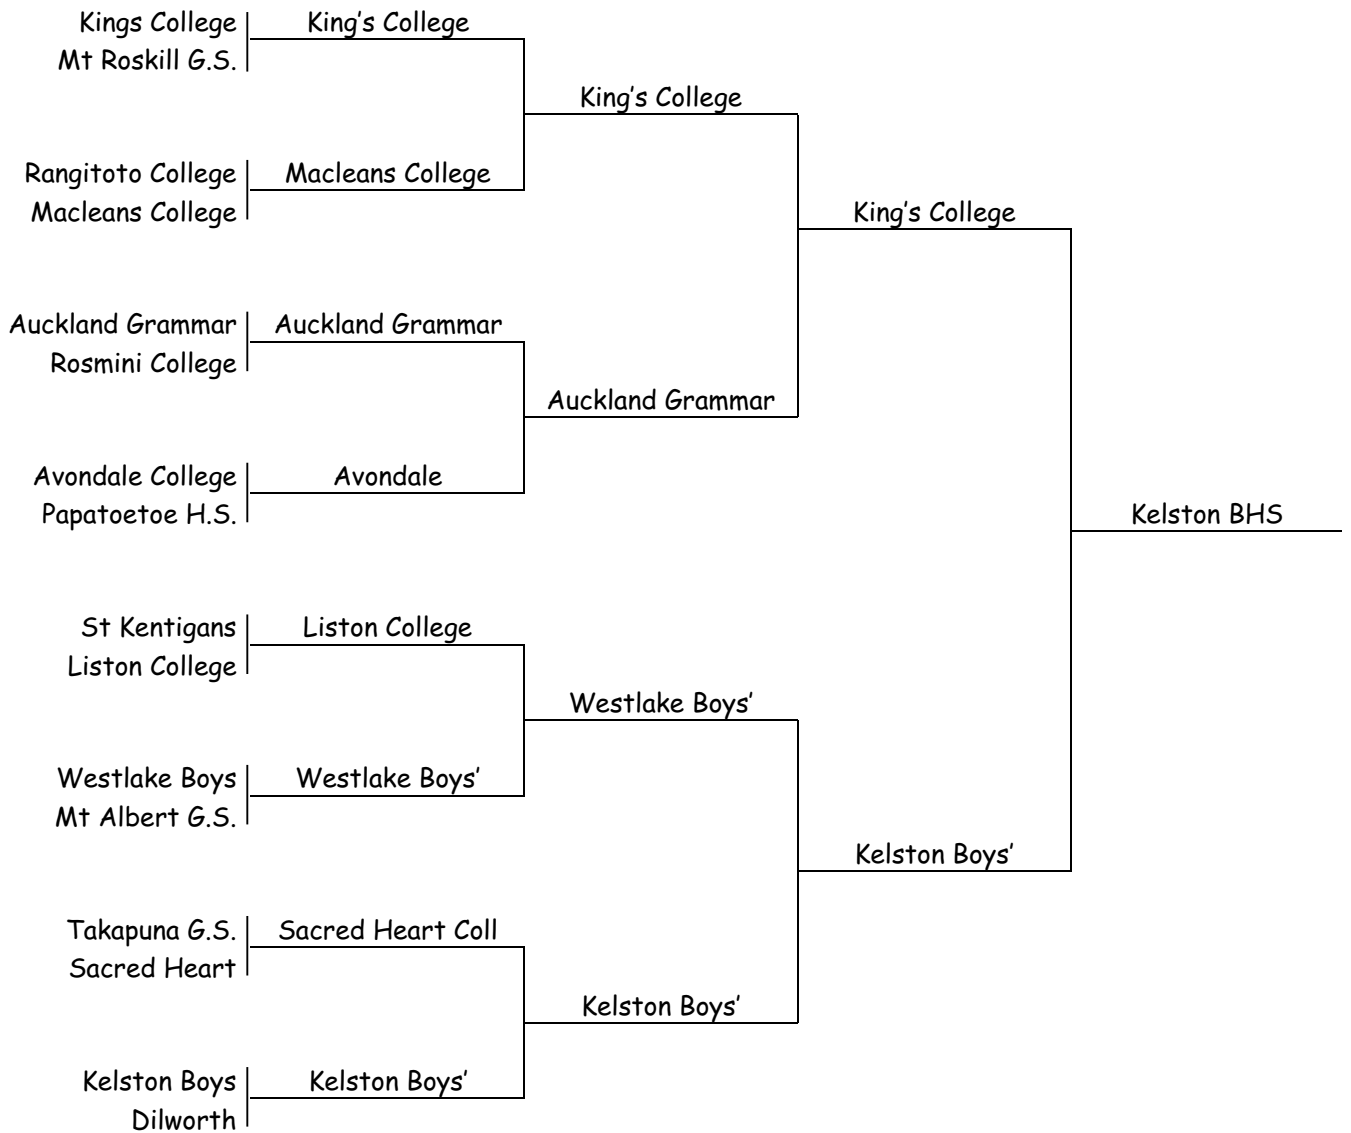 Kings College
King's College
Mt Roskill G.S.
King's College
Rangitoto College
Macleans College
Macleans College
King's College
Auckland Grammar
Auckland Grammar
Rosmini College
Auckland Grammar
Avondale College
Avondale
Papatoetoe H.S.
Kelston BHS
St Kentigans
Liston College
Liston College
Westlake Boys'
Westlake Boys
Westlake Boys'
Mt Albert G.S.
Kelston Boys'
Takapuna G.S.
Sacred Heart Coll
Sacred Heart
Kelston Boys'
Kelston Boys
Kelston Boys'
Dilworth